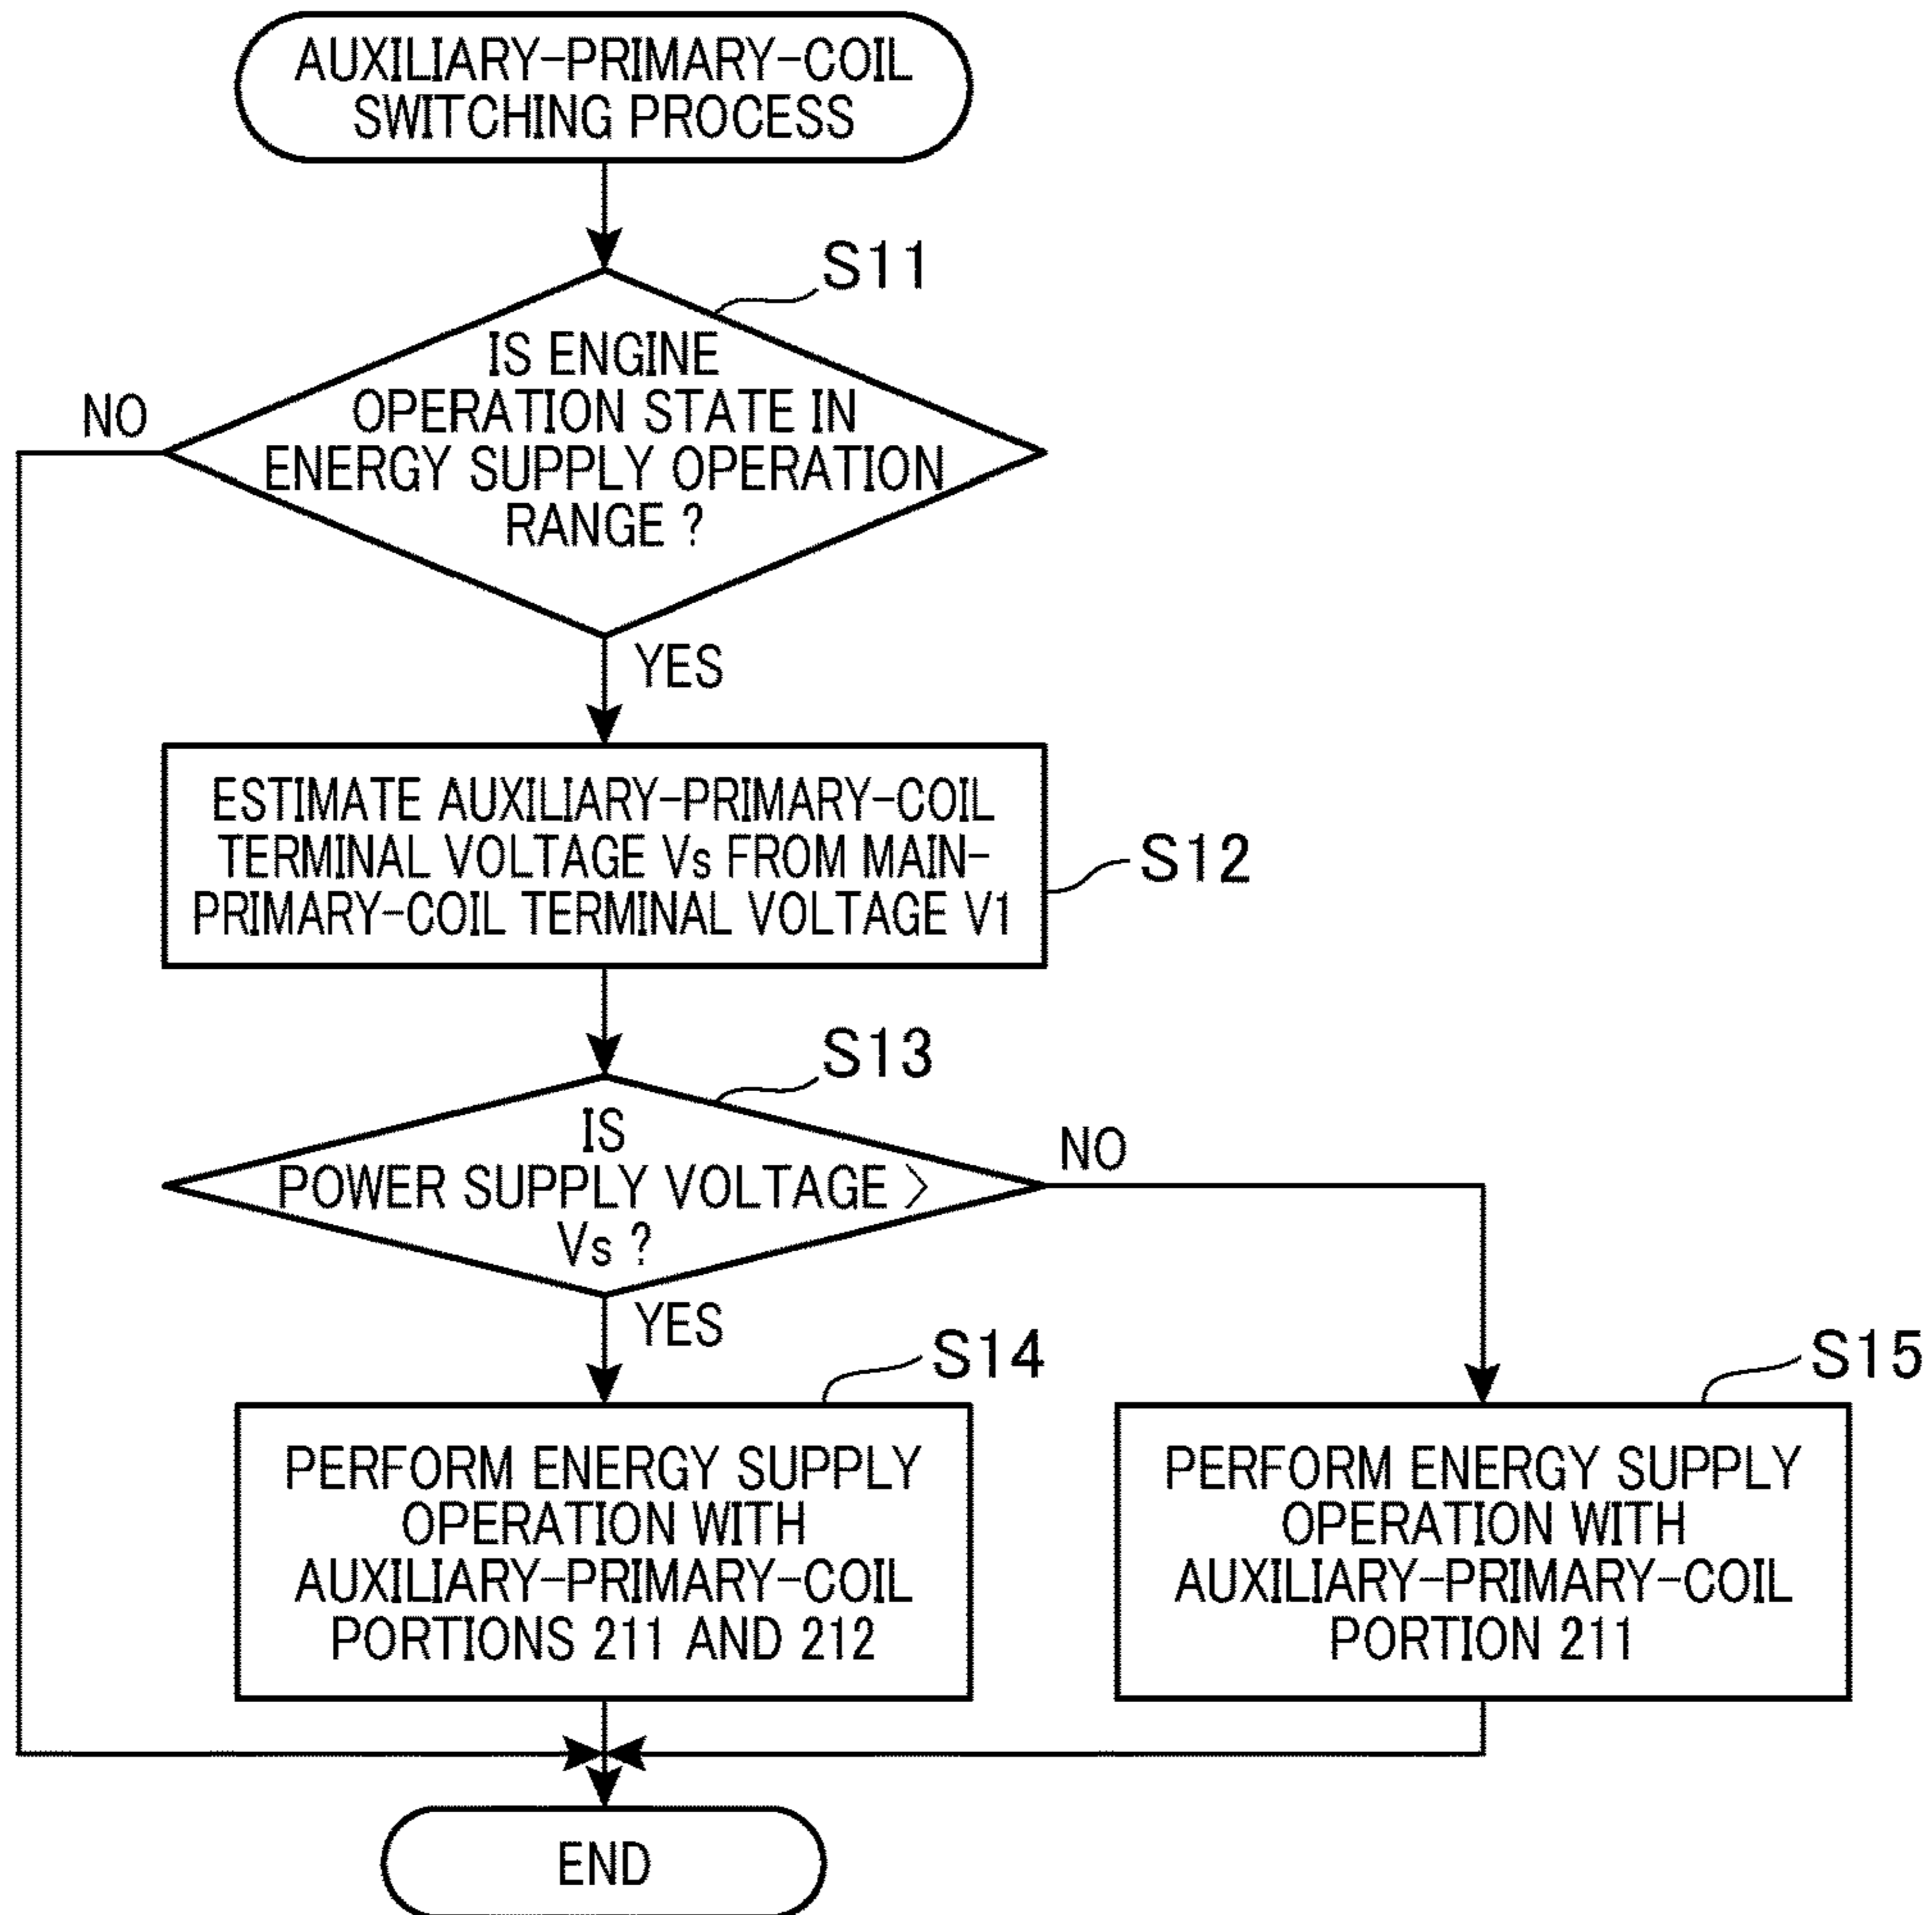 AUXILIARY-PRIMARY-COIL
SWITCHING PROCESS
S11
IS ENGINE
OPERATION STATE IN
ENERGY SUPPLY OPERATION
RANGE ?
NO
YES
ESTIMATE AUXILIARY-PRIMARY-COIL
TERMINAL VOLTAGE Vs FROM MAIN-
PRIMARY-COIL TERMINAL VOLTAGE V1
S12
S13
IS
POWER SUPPLY VOLTAGE >
Vs ?
NO
YES
S14
PERFORM ENERGY SUPPLY
OPERATION WITH
AUXILIARY-PRIMARY-COIL
PORTIONS 211 AND 212
S15
PERFORM ENERGY SUPPLY
OPERATION WITH
AUXILIARY-PRIMARY-COIL
PORTION 211
END